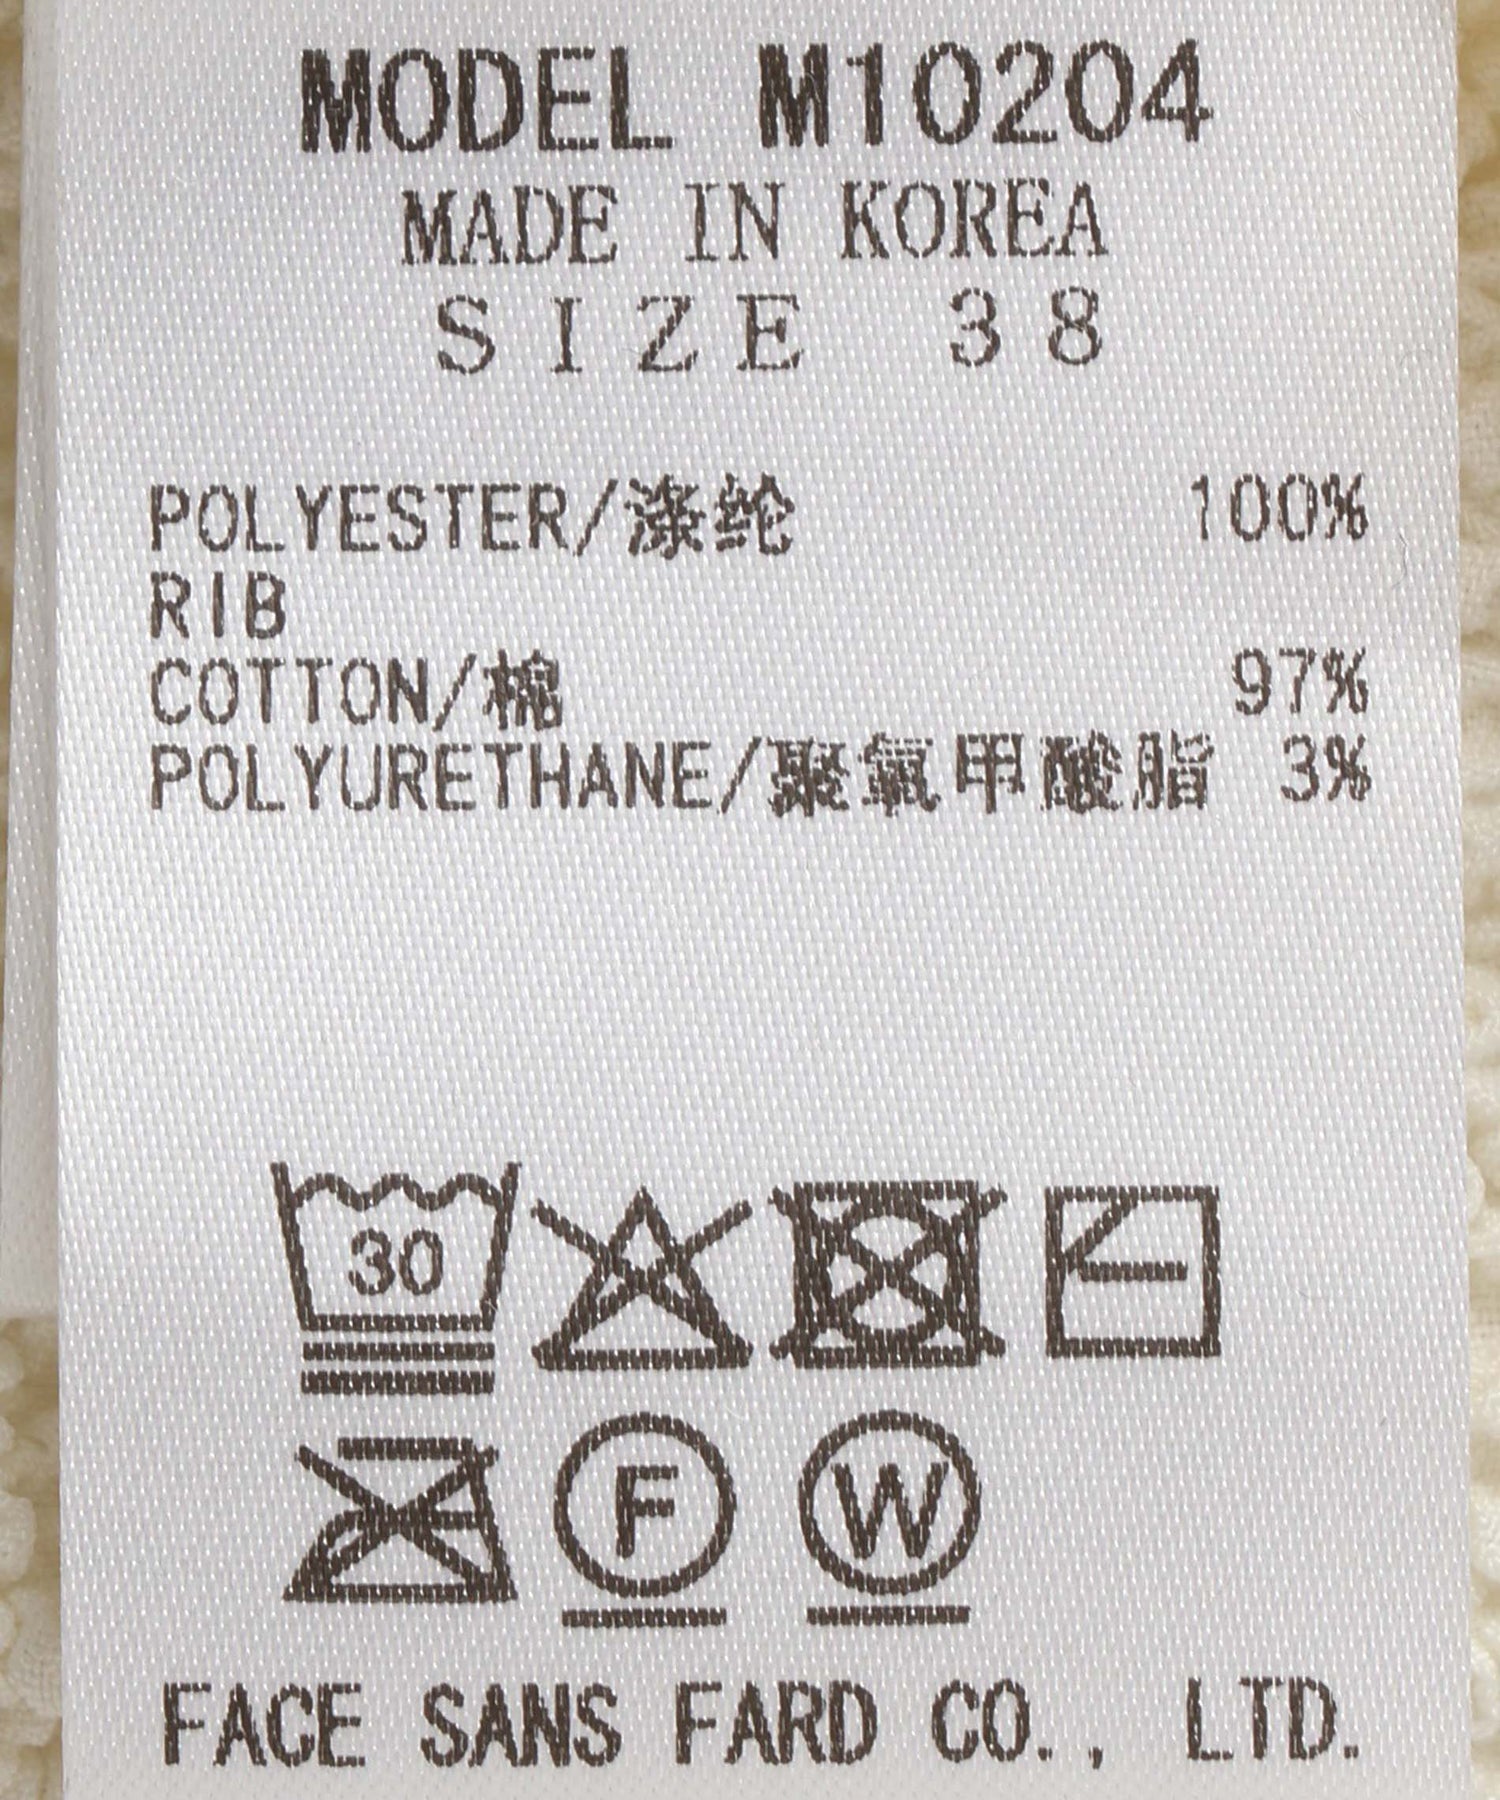 MODEL M10204
MADE IN KOREA
SIZE 38
POLYESTER/涤纶 100%
RIB
COTTON/棉 97%
POLYURETHANE/聚氨甲酸脂 3%
30
F
W
FACE SANS FARD CO., LTD.